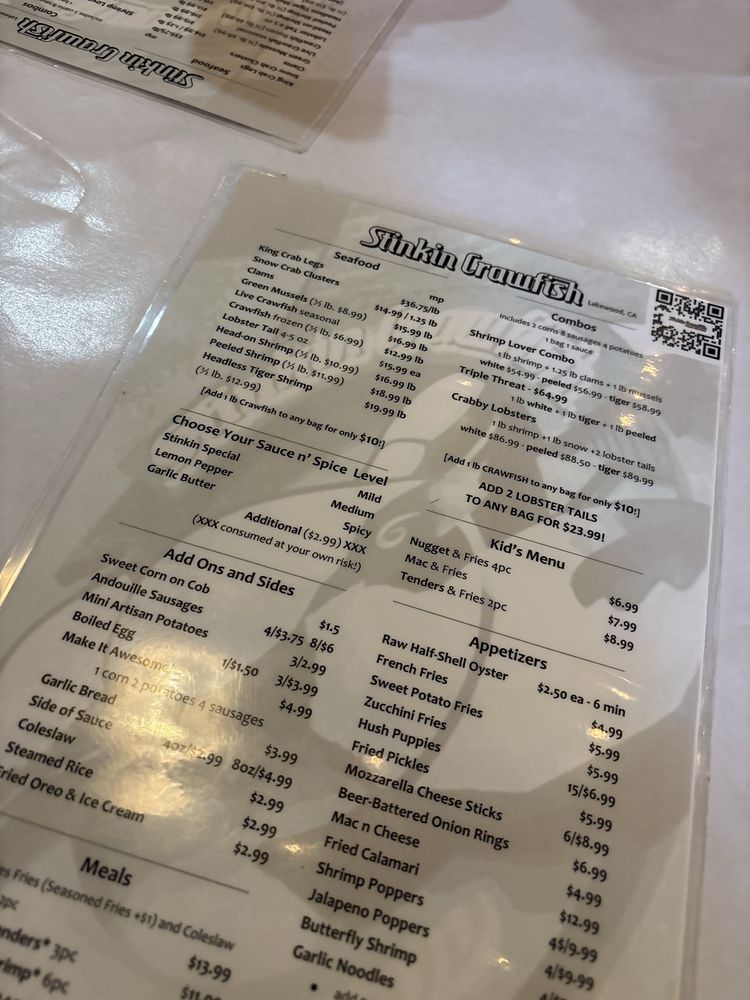 Stinkin Crawfish
Lakewood, CA
Seafood
King Crab Legs mp
Snow Crab Clusters $36.75/lb
Clams $14.99 / 1.25 lb
Green Mussels (½ lb. $8.99) $15.99 lb
Live Crawfish seasonal $16.99 lb
Crawfish frozen (½ lb. $6.99) $12.99 lb
Lobster Tail 4-5 oz $15.99 ea
Head-on Shrimp (½ lb. $10.99) $16.99 lb
Peeled Shrimp (½ lb. $11.99) $18.99 lb
Headless Tiger Shrimp $19.99 lb
(½ lb. $12.99)
[Add 1 lb Crawfish to any bag for only $10!]
Choose Your Sauce n' Spice Level
Stinkin Special Mild
Lemon Pepper Medium
Garlic Butter Spicy
Additional ($2.99) XXX
(XXX consumed at your own risk!)
Add Ons and Sides
Sweet Corn on Cob $1.5
Andouille Sausages 4/$3.75 8/$6
Mini Artisan Potatoes 3/2.99
Boiled Egg 1/$1.50 3/$3.99
Make It Awesome $4.99
1 corn 2 potatoes 4 sausages
Garlic Bread $3.99
Side of Sauce 4oz/$2.99 8oz/$4.99
Coleslaw $2.99
Steamed Rice $2.99
Fried Oreo & Ice Cream $2.99
Meals
Fries (Seasoned Fries +$1) and Coleslaw
2pc
3pc $13.99
6pc
Combos
Includes 2 corns 8 sausages 4 potatoes
1 bag 1 sauce
Shrimp Lover Combo
1 lb shrimp + 1.25 lb clams + 1 lb mussels
white $54.99 - peeled $56.99 - tiger $58.99
Triple Threat - $64.99
1 lb white + 1 lb tiger + 1 lb peeled
Crabby Lobsters
1 lb shrimp +1 lb snow +2 lobster tails
white $86.99 - peeled $88.50 - tiger $89.99
[Add 1 lb CRAWFISH to any bag for only $10!]
ADD 2 LOBSTER TAILS
TO ANY BAG FOR $23.99!
Kid's Menu
Nugget & Fries 4pc $6.99
Mac & Fries $7.99
Tenders & Fries 2pc $8.99
Appetizers
Raw Half-Shell Oyster $2.50 ea - 6 min
French Fries $4.99
Sweet Potato Fries $5.99
Zucchini Fries $5.99
Hush Puppies 15/$6.99
Fried Pickles $5.99
Mozzarella Cheese Sticks 6/$8.99
Beer-Battered Onion Rings $6.99
Mac n Cheese $4.99
Fried Calamari $12.99
Shrimp Poppers
Jalapeno Poppers 4/$9.99
Butterfly Shrimp
Garlic Noodles
Stinkin Crawfish
Seafood
King Crab Legs
Snow Crab Clusters
Clams
Combos